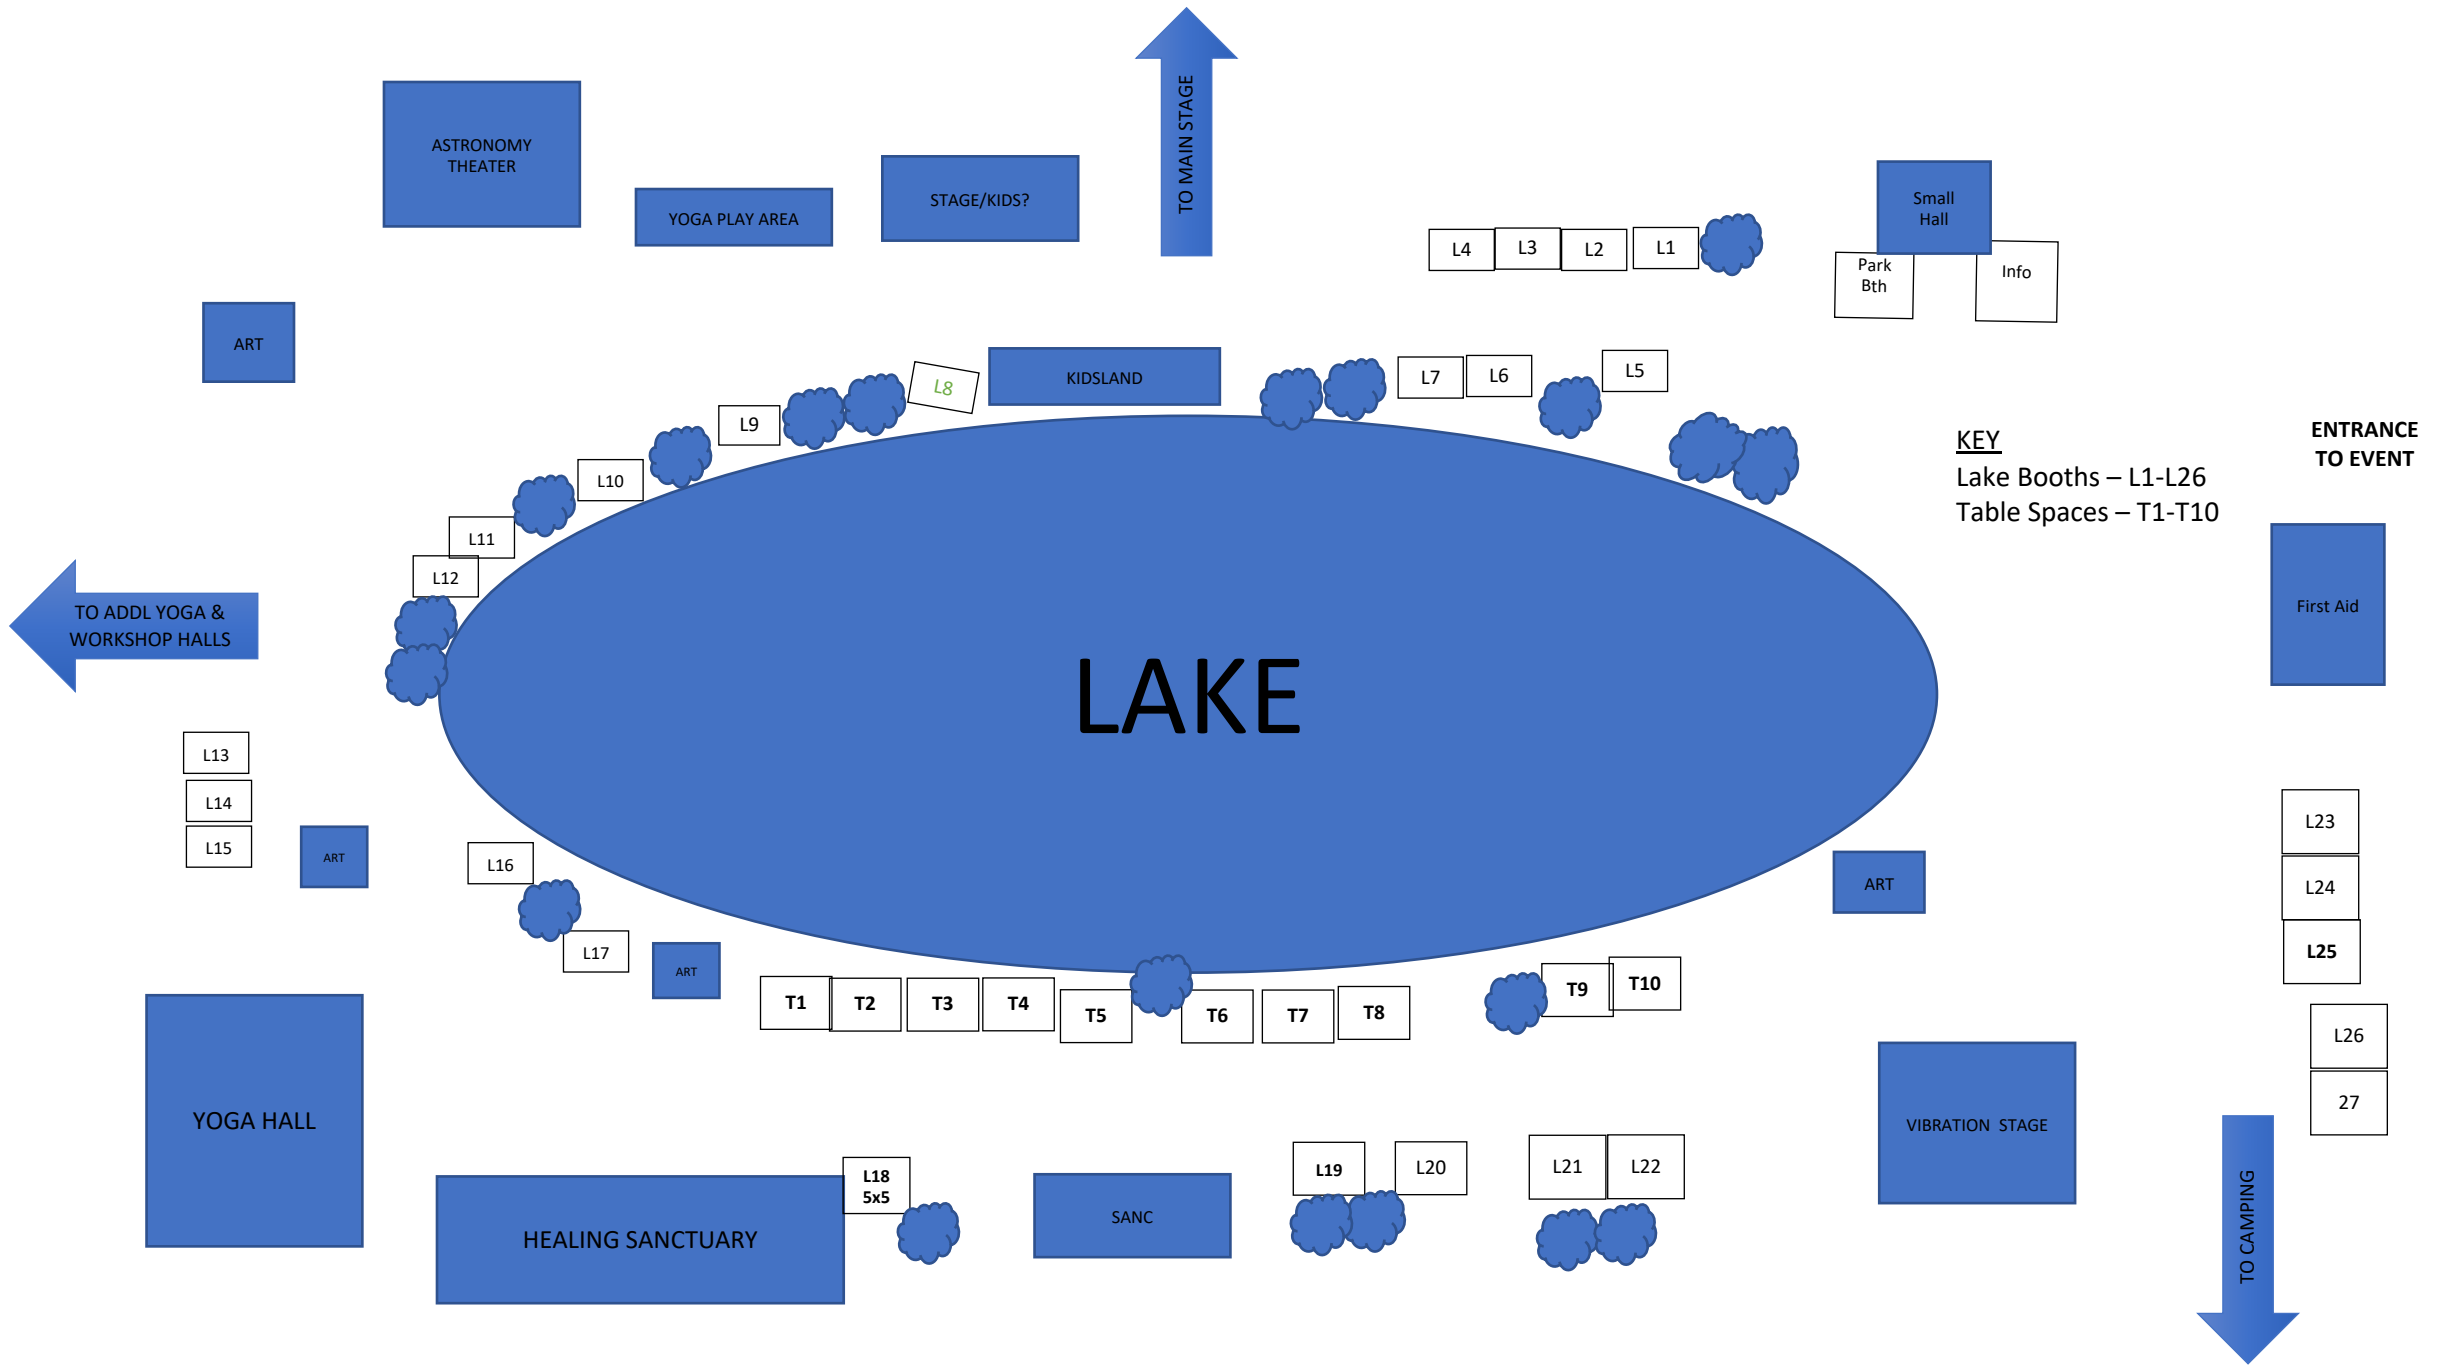 TO MAIN STAGE
ASTRONOMY
THEATER
YOGA PLAY AREA
STAGE/KIDS?
Small
Hall
L4
L3
L2
L1
Park
Bth
Info
ART
L8
KIDSLAND
L7
L6
L5
L9
L10
L11
L12
KEY
Lake Booths – L1-L26
Table Spaces – T1-T10
ENTRANCE
TO EVENT
First Aid
TO ADDL YOGA &
WORKSHOP HALLS
LAKE
L13
L14
L15
ART
L16
L17
ART
ART
L23
L24
L25
L26
27
T1
T2
T3
T4
T5
T6
T7
T8
T9
T10
YOGA HALL
HEALING SANCTUARY
L18
5x5
SANC
L19
L20
L21
L22
VIBRATION  STAGE
TO CAMPING